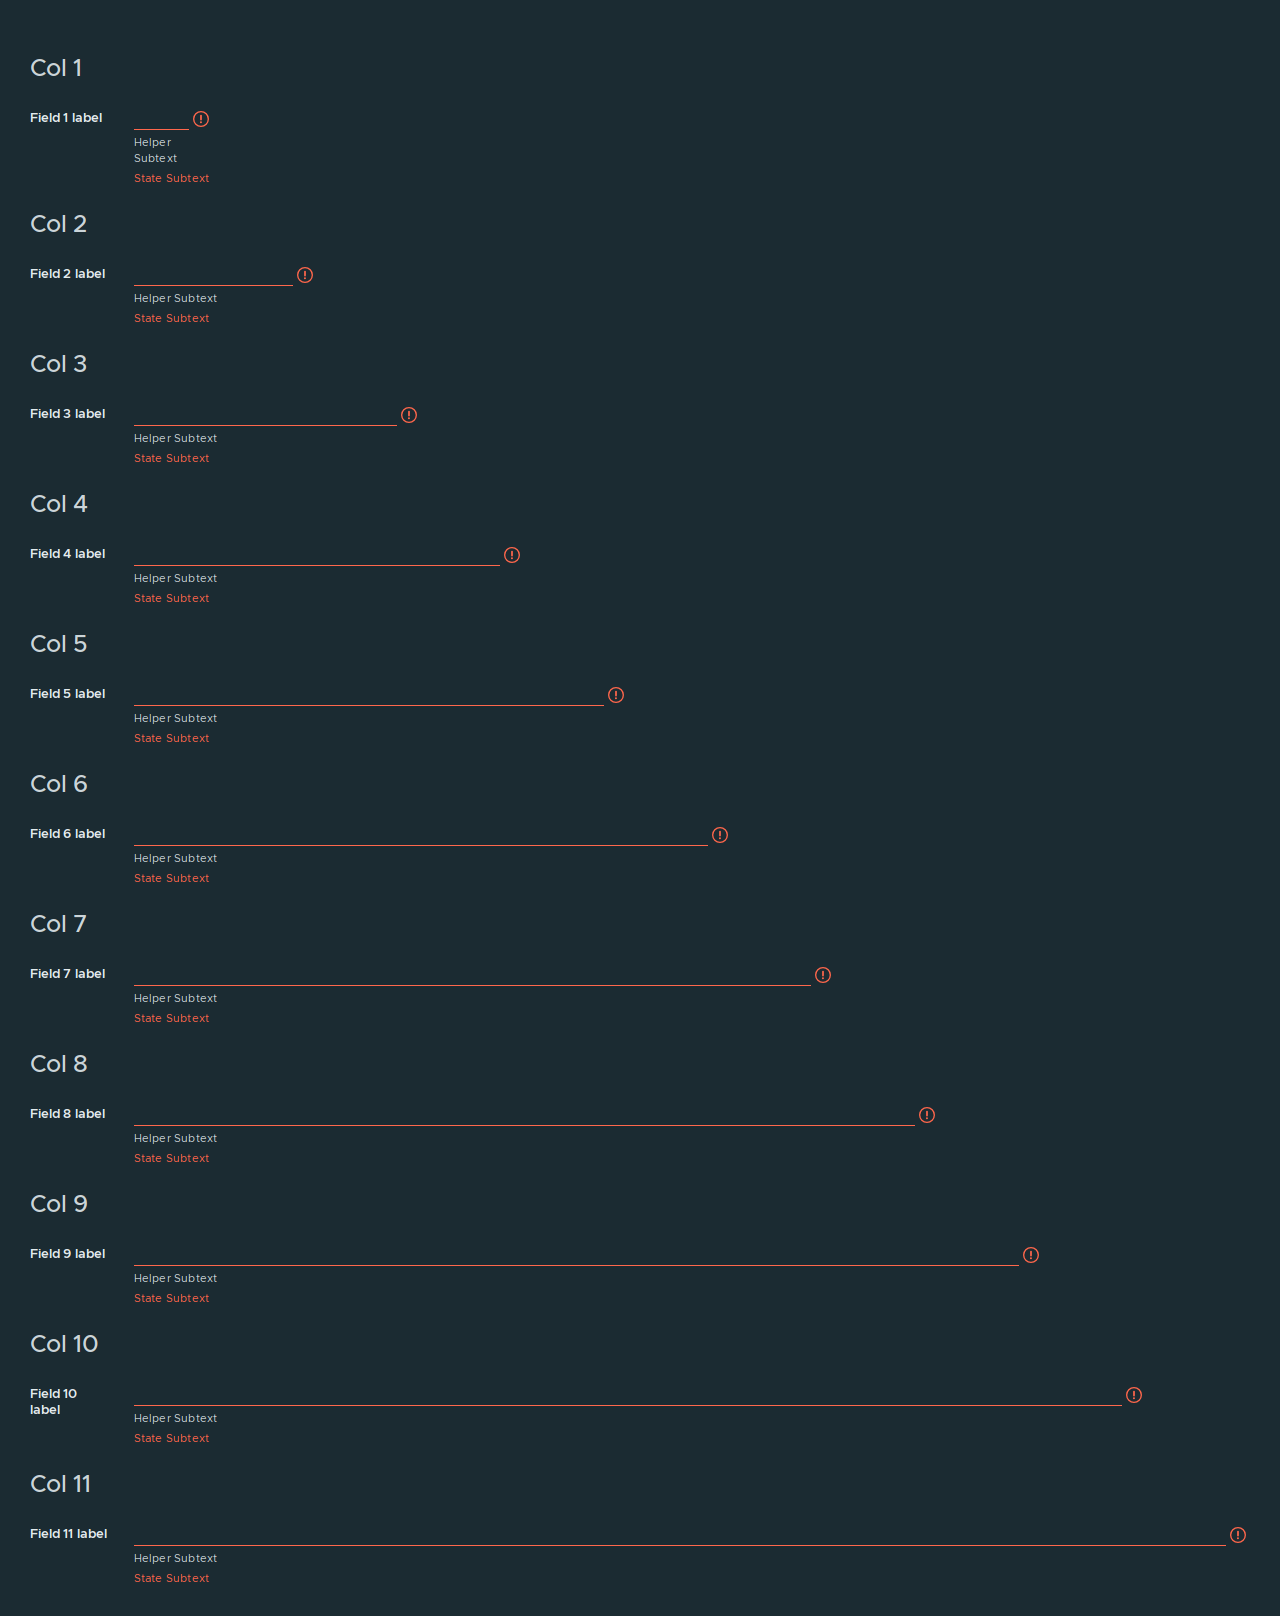 Col 1
Field 1 label
Helper
Subtext
State Subtext
Col 2
Field 2 label
Helper Subtext
State Subtext
Col 3
Field 3 label
Helper Subtext
State Subtext
Col 4
Field 4 label
Helper Subtext
State Subtext
Col 5
Field 5 label
Helper Subtext
State Subtext
Col 6
Field 6 label
Helper Subtext
State Subtext
Col 7
Field 7 label
Helper Subtext
State Subtext
Col 8
Field 8 label
Helper Subtext
State Subtext
Col 9
Field 9 label
Helper Subtext
State Subtext
Col 10
Field 10
label
Helper Subtext
State Subtext
Col 11
Field 11 label
Helper Subtext
State Subtext